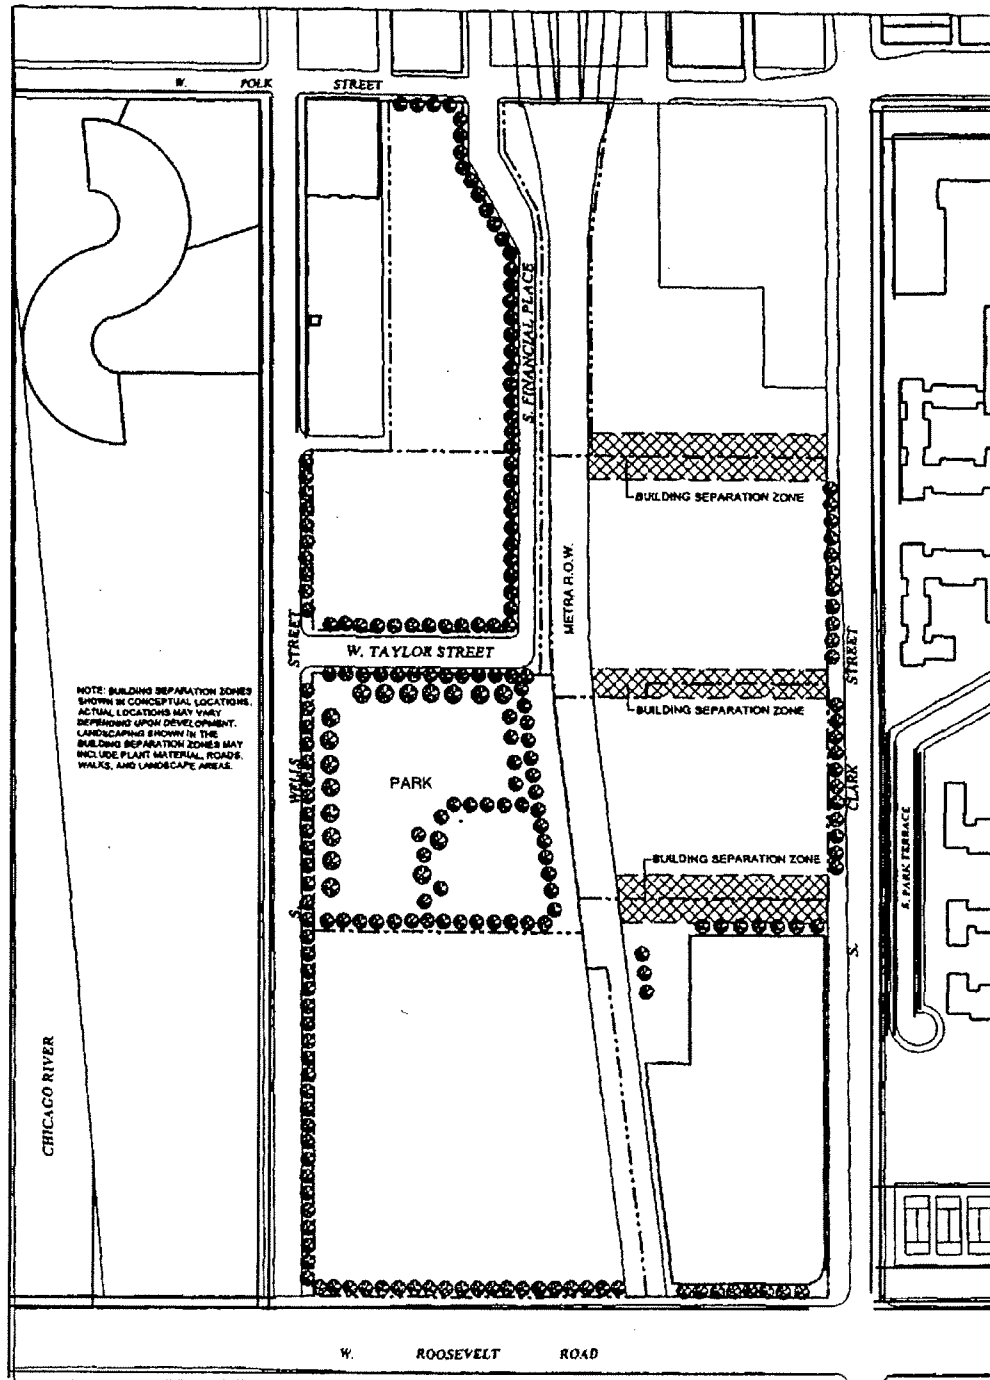 W. POLK STREET
S. FINANCIAL PLACE
BUILDING SEPARATION ZONE
METRA R.O.W.
S. WELLS STREET
W. TAYLOR STREET
S. CLARK STREET
BUILDING SEPARATION ZONE
NOTE: BUILDING SEPARATION ZONES
SHOWN IN CONCEPTUAL LOCATIONS.
ACTUAL LOCATIONS MAY VARY
DEPENDING UPON DEVELOPMENT.
LANDSCAPING SHOWN IN THE
BUILDING SEPARATION ZONES MAY
INCLUDE PLANT MATERIAL, ROADS,
WALKS, AND LANDSCAPE AREAS.
PARK
BUILDING SEPARATION ZONE
S. PARK TERRACE
CHICAGO RIVER
W. ROOSEVELT ROAD